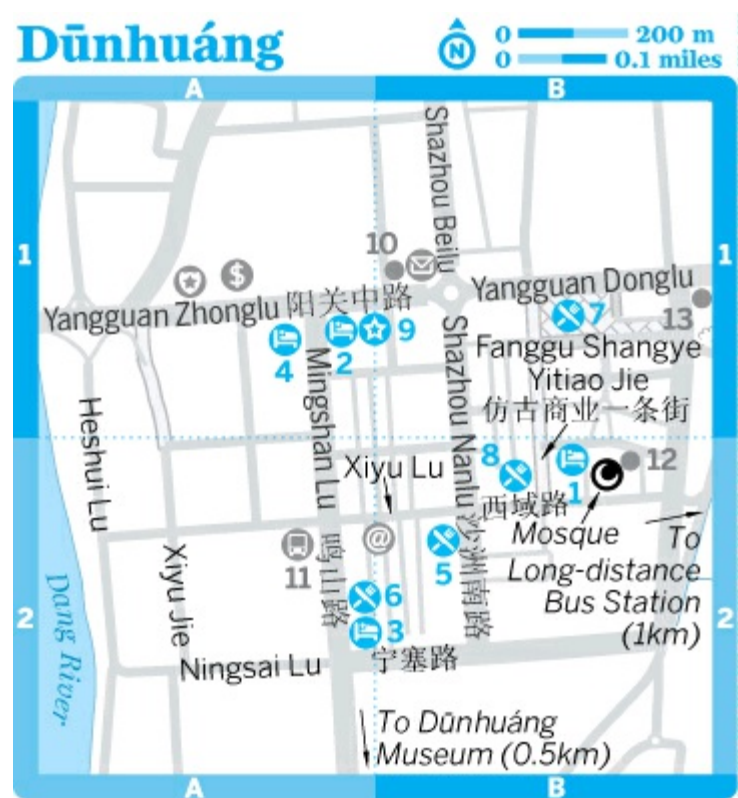 Dūnhuáng
N
0 200 m
0 0.1 miles
A B
1 1
Shazhou Beilu
10
$
Yangguan Zhonglu 阳关中路
Yangguan Donglu
7
13
4
2
9
Fanggu Shangye
Yitiao Jie
仿古商业一条街
Mingshan Lu
Shazhou Nanlu
Heshui Lu
Xiyu Lu
8
1
12
西域路
Mosque
To
Long-distance
Bus Station
(1km)
@
11
5
鸣山路
沙洲南路
Xiyu Jie
6
3
2 2
Dang River
Ningsai Lu 宁塞路
To Dūnhuáng
Museum (0.5km)
A B